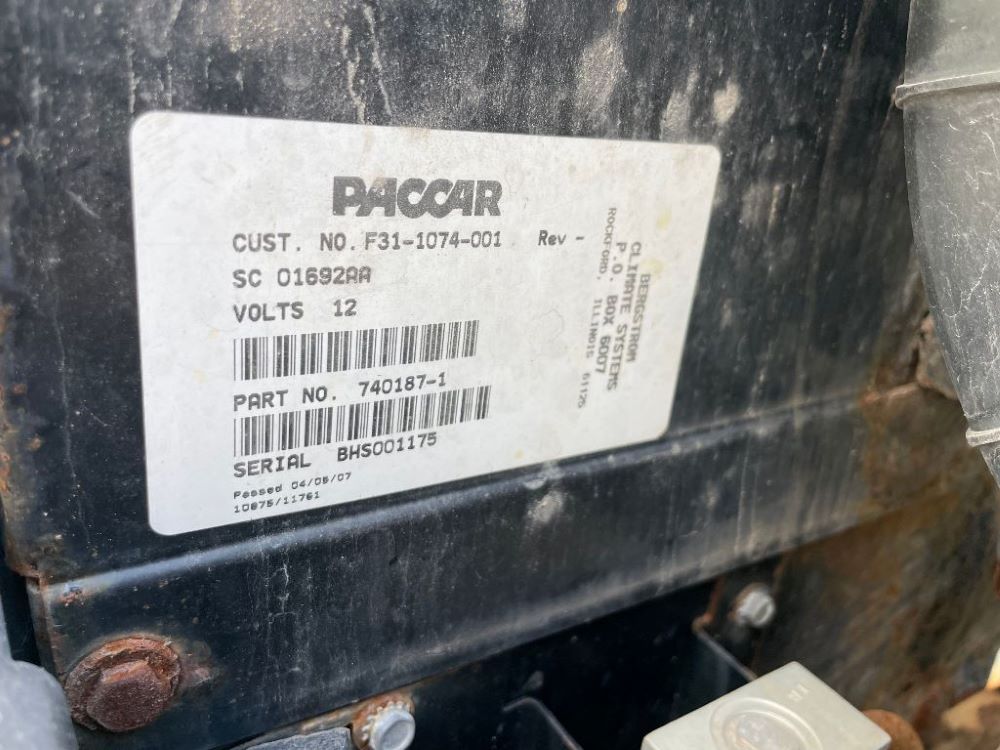 PACCAR
CUST. NO. F31-1074-001 Rev -
SC 01692AA
VOLTS 12
PART NO. 740187-1
SERIAL BHS001175
Passed 04/05/07
10875/11761
BERGSTROM
CLIMATE SYSTEMS
P.O. BOX 6007
ROCKFORD, ILLINOIS 61125